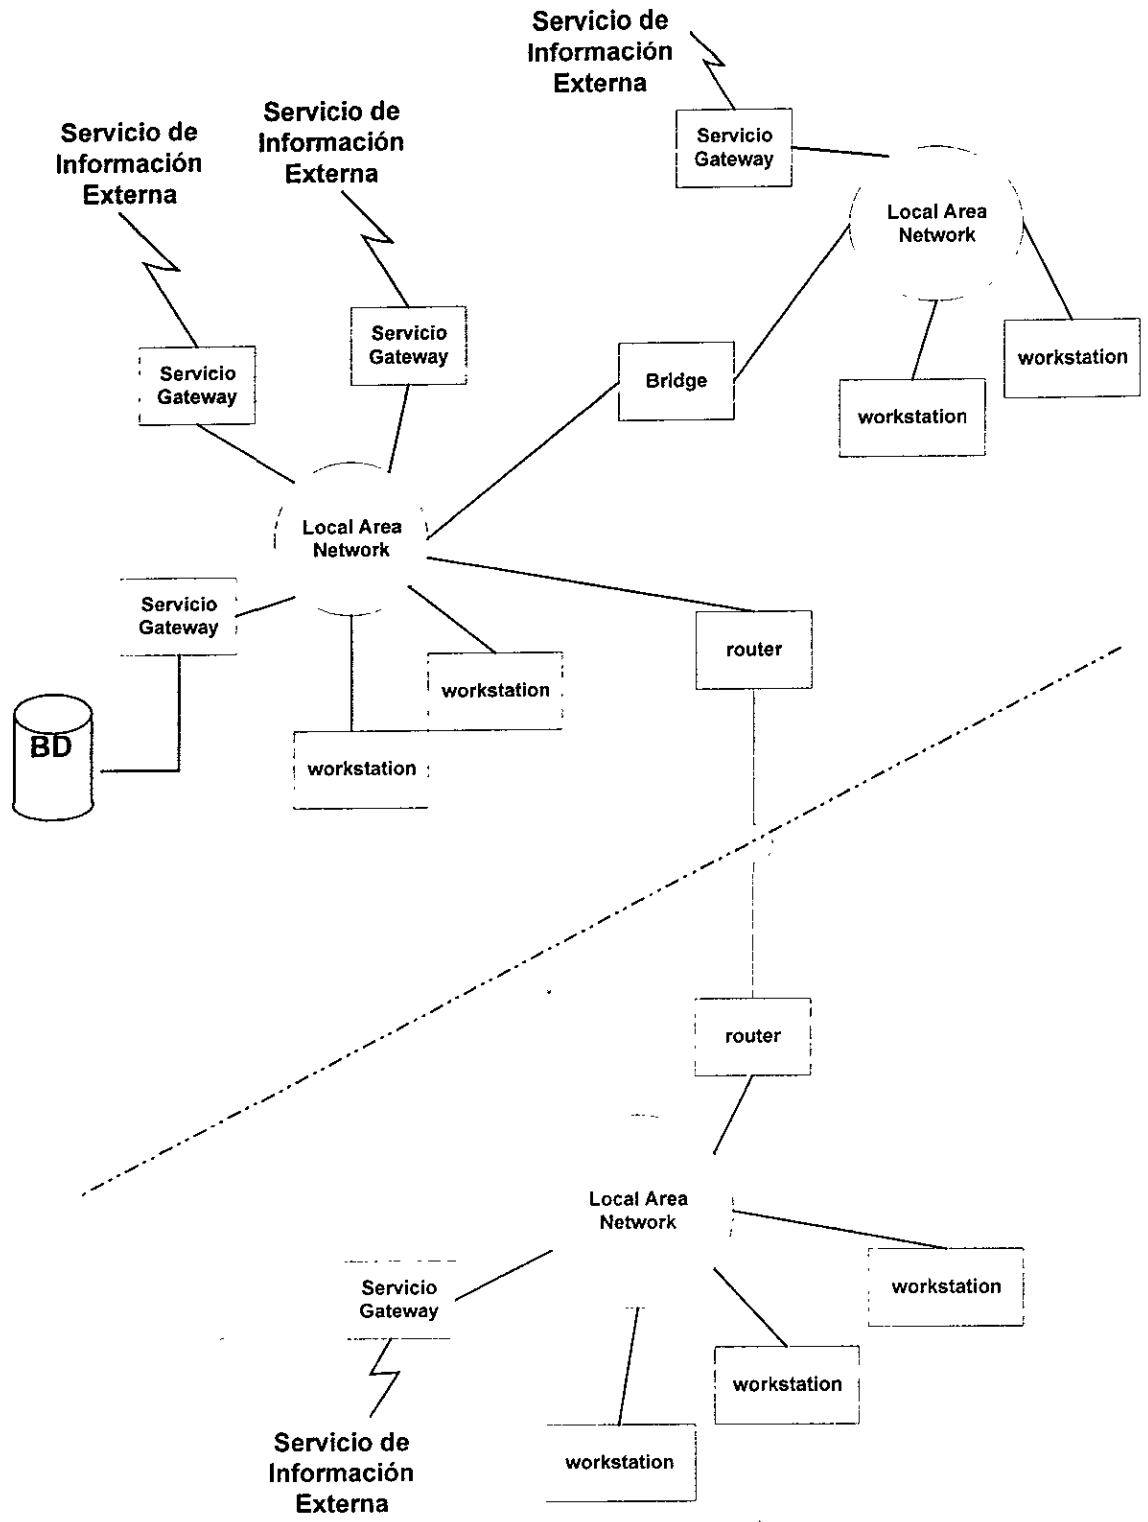 Servicio de
Información
Externa
Servicio de
Información
Externa
Servicio de
Información
Externa
Servicio
Gateway
Local Area
Network
workstation
workstation
Bridge
Servicio
Gateway
Servicio
Gateway
Local Area
Network
Servicio
Gateway
workstation
workstation
BD
router
router
Local Area
Network
workstation
Servicio
Gateway
workstation
workstation
Servicio de
Información
Externa